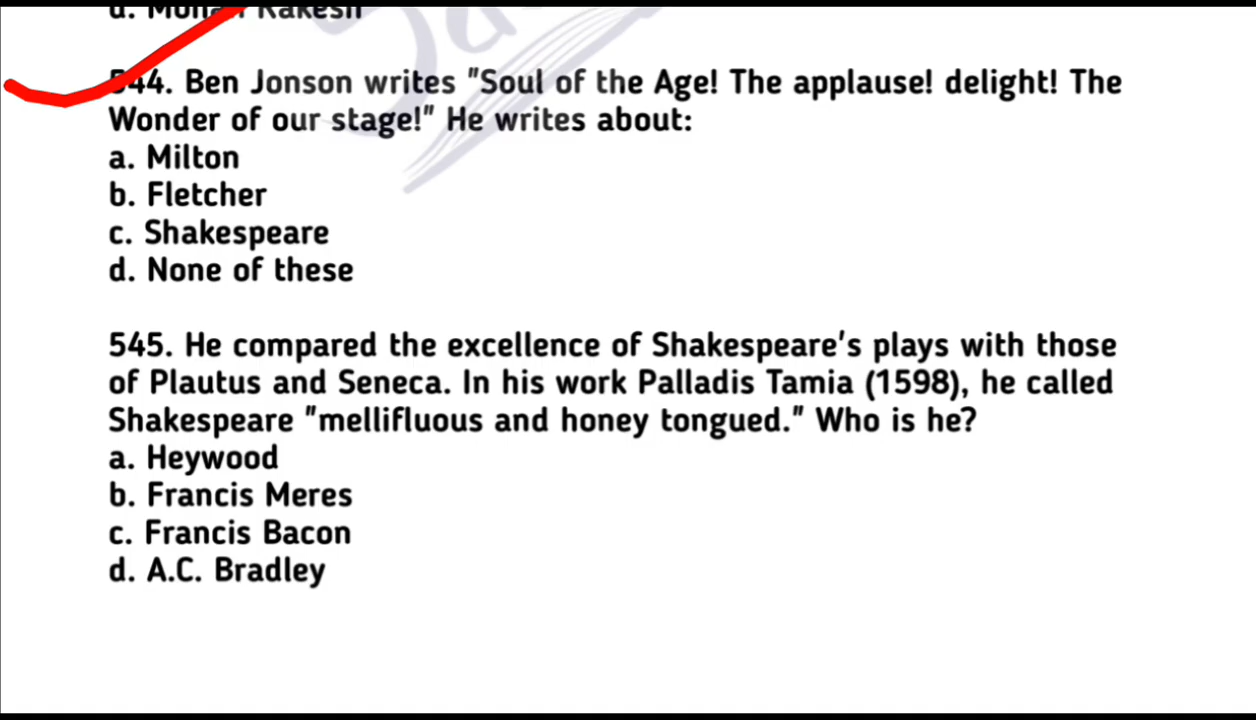 d. Mohan Rakesh
544. Ben Jonson writes "Soul of the Age! The applause! delight! The
Wonder of our stage!" He writes about:
a. Milton
b. Fletcher
c. Shakespeare
d. None of these
545. He compared the excellence of Shakespeare's plays with those
of Plautus and Seneca. In his work Palladis Tamia (1598), he called
Shakespeare "mellifluous and honey tongued." Who is he?
a. Heywood
b. Francis Meres
c. Francis Bacon
d. A.C. Bradley